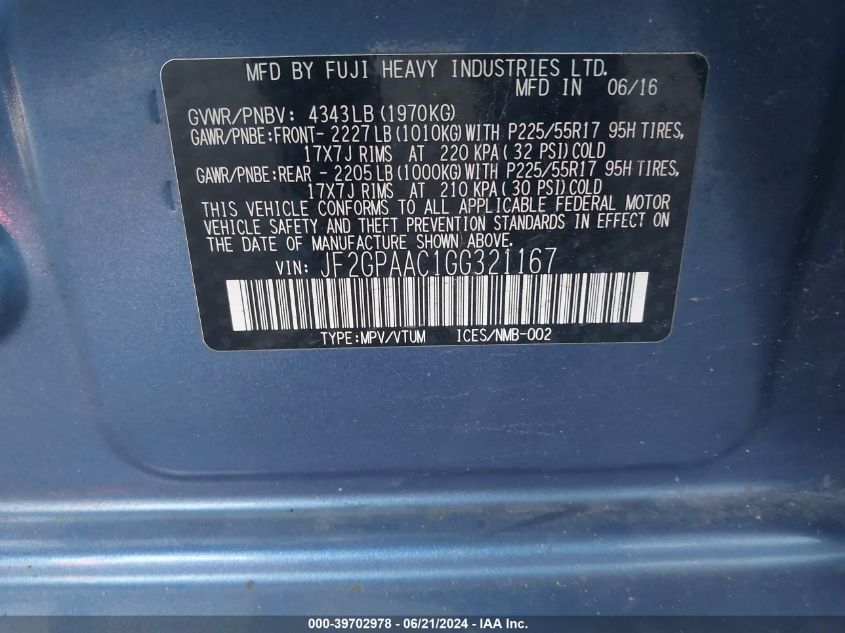 MFD BY FUJI HEAVY INDUSTRIES LTD.
MFD IN 06/16
GVWR/PNBV: 4343LB (1970KG)
GAWR/PNBE:FRONT- 2227LB (1010KG) WITH P225/55R17 95H TIRES,
17X7J RIMS AT 220 KPA ( 32 PSI) COLD
GAWR/PNBE:REAR - 2205LB (1000KG) WITH P225/55R17 95H TIRES,
17X7J RIMS AT 210 KPA ( 30 PSI) COLD
THIS VEHICLE CONFORMS TO ALL APPLICABLE FEDERAL MOTOR
VEHICLE SAFETY AND THEFT PREVENTION STANDARDS IN EFFECT ON
THE DATE OF MANUFACTURE SHOWN ABOVE.
VIN: JF2GPAAC1GG321167
TYPE:MPV/VTUM ICES/NMB-002
000-39702978 - 06/21/2024 - IAA, Inc.